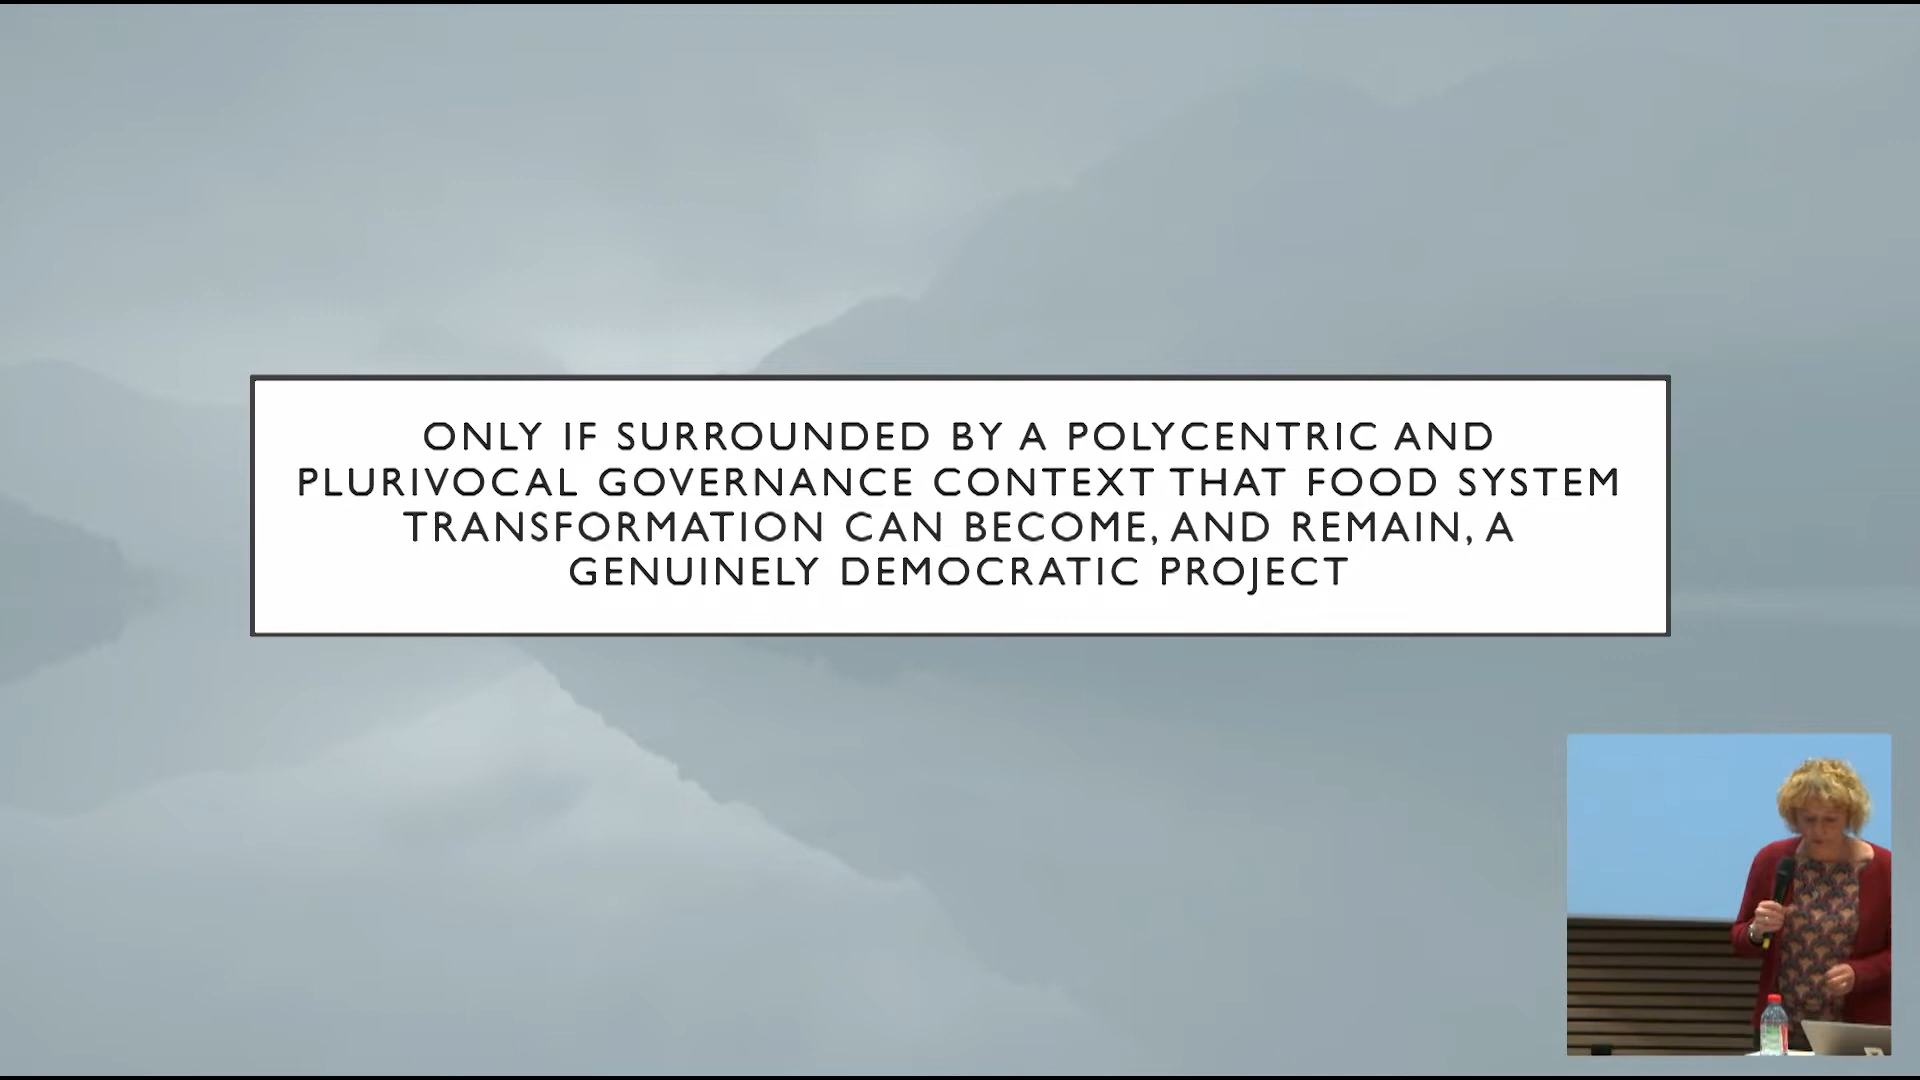 ONLY IF SURROUNDED BY A POLYCENTRIC AND
PLURIVOCAL GOVERNANCE CONTEXT THAT FOOD SYSTEM
TRANSFORMATION CAN BECOME, AND REMAIN, A
GENUINELY DEMOCRATIC PROJECT